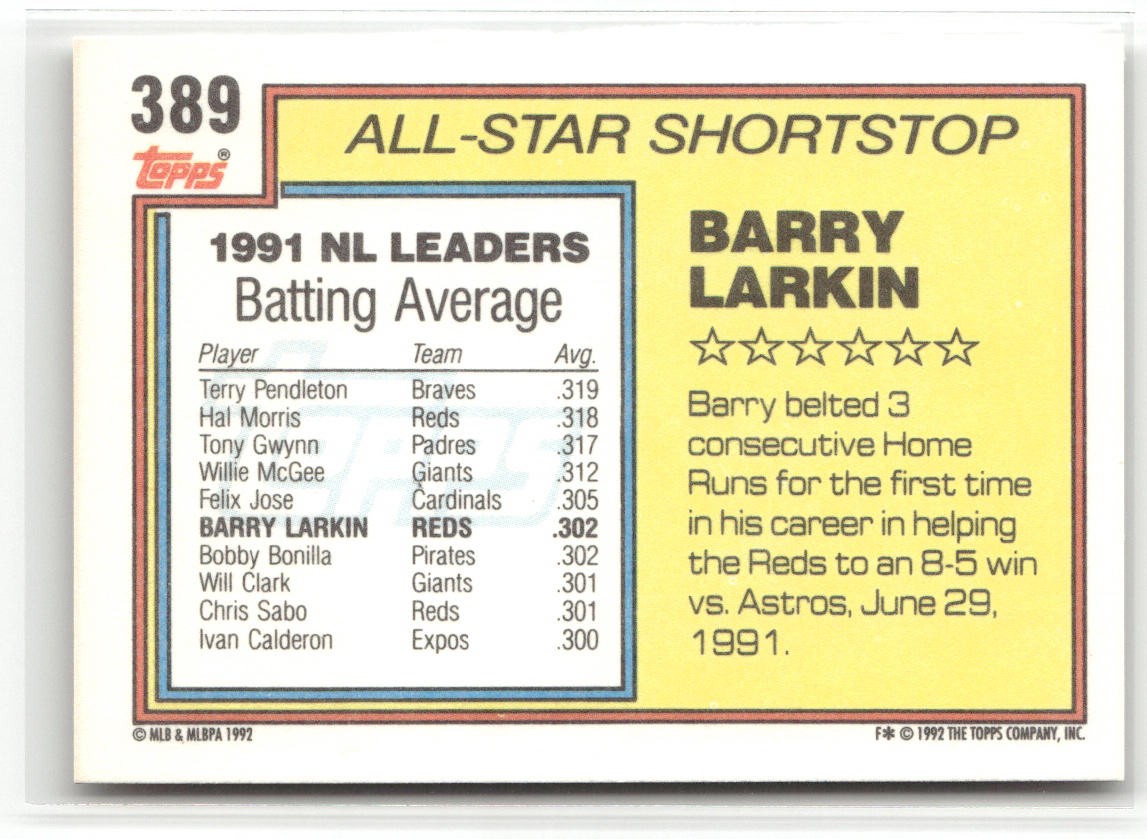 389
Topps®
ALL-STAR SHORTSTOP
1991 NL LEADERS
Batting Average
Player Team Avg.
Terry Pendleton Braves .319
Hal Morris Reds .318
Tony Gwynn Padres .317
Willie McGee Giants .312
Felix Jose Cardinals .305
BARRY LARKIN REDS .302
Bobby Bonilla Pirates .302
Will Clark Giants .301
Chris Sabo Reds .301
Ivan Calderon Expos .300
Topps
BARRY
LARKIN
☆☆☆☆☆☆
Barry belted 3
consecutive Home
Runs for the first time
in his career in helping
the Reds to an 8-5 win
vs. Astros, June 29,
1991.
© MLB & MLBPA 1992
F* © 1992 THE TOPPS COMPANY, INC.